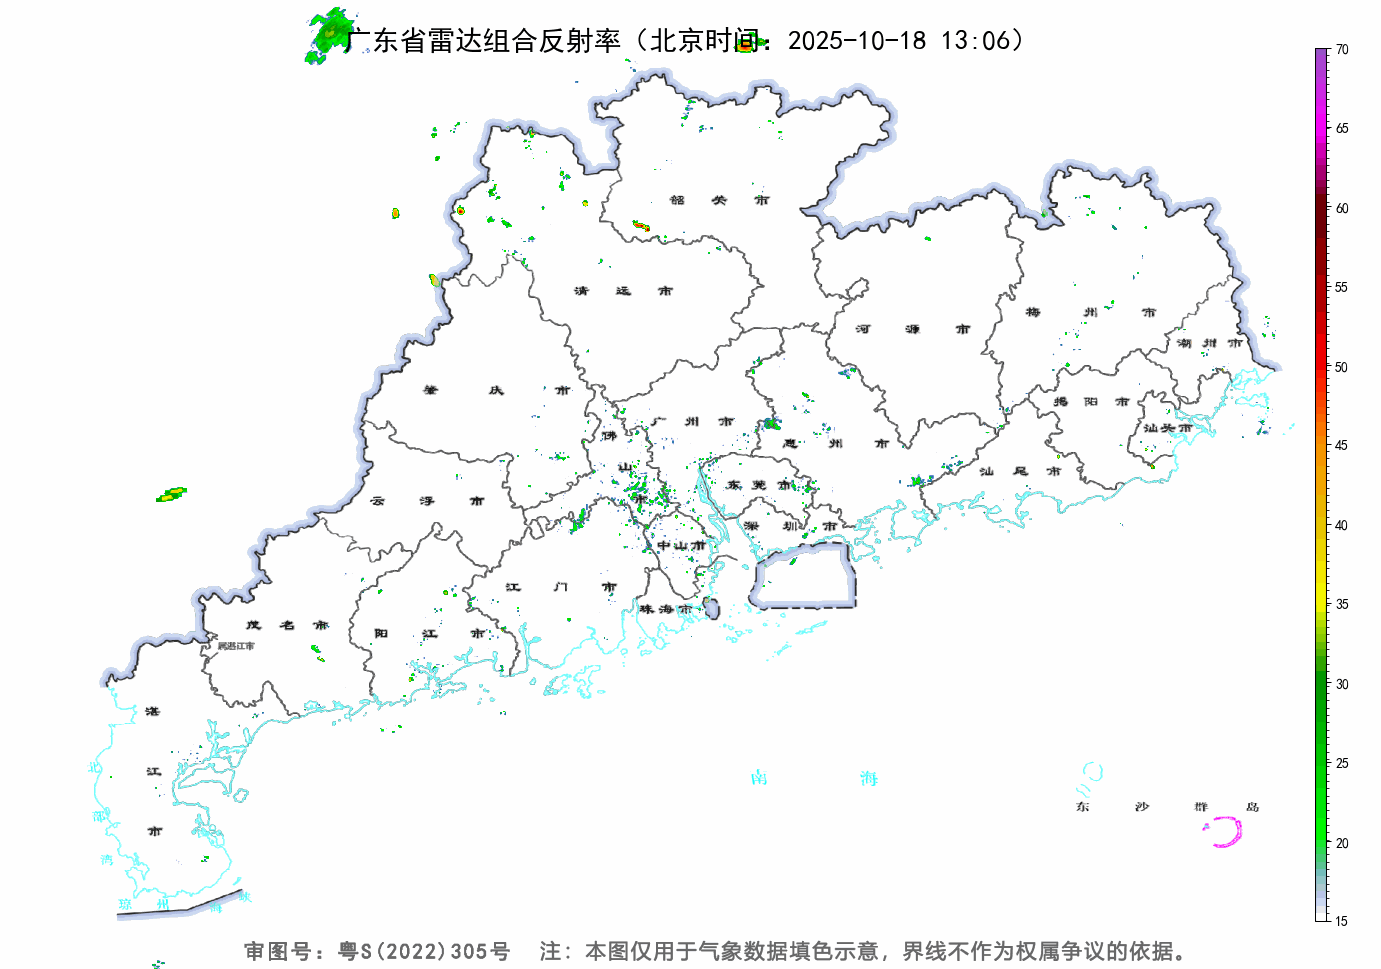 广东省雷达组合反射率（北京时间：2025-10-18 13:06）
70
65
60
55
50
45
40
35
30
25
20
15
韶关市
清远市
河源市
梅州市
潮州市
肇庆市
广州市
佛山市
惠州市
揭阳市
汕头市
汕尾市
云浮市
东莞市
深圳市
中山市
江门市
珠海市
茂名市
阳江市
属湛江市
湛江市
北部湾
南海
东沙群岛
琼州海峡
审图号：粤S(2022)305号 注：本图仅用于气象数据填色示意，界线不作为权属争议的依据。